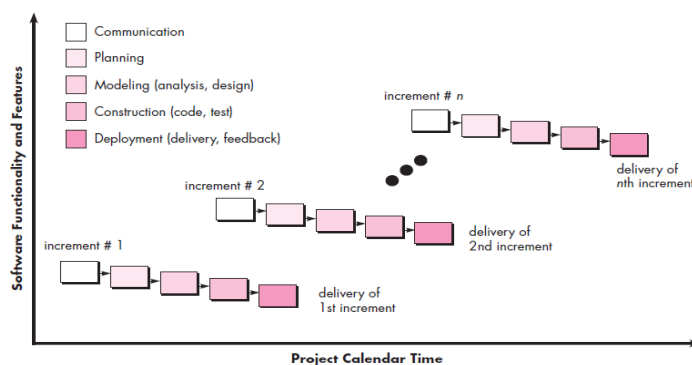 Software Functionality and Features
Communication
Planning
Modeling (analysis, design)
Construction (code, test)
Deployment (delivery, feedback)
increment # n
delivery of
nth increment
increment # 2
delivery of
2nd increment
increment # 1
delivery of
1st increment
Project Calendar Time